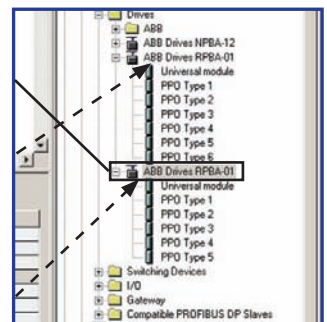 Drives
ABB
ABB Drives NPBA-12
ABB Drives RPBA-01
Universal module
PPO Type 1
PPO Type 2
PPO Type 3
PPO Type 4
PPO Type 5
PPO Type 6
ABB Drives RPBA-01
Universal module
PPO Type 1
PPO Type 2
PPO Type 3
PPO Type 4
PPO Type 5
Switching Devices
I/O
Gateway
Compatible PROFIBUS DP Slaves